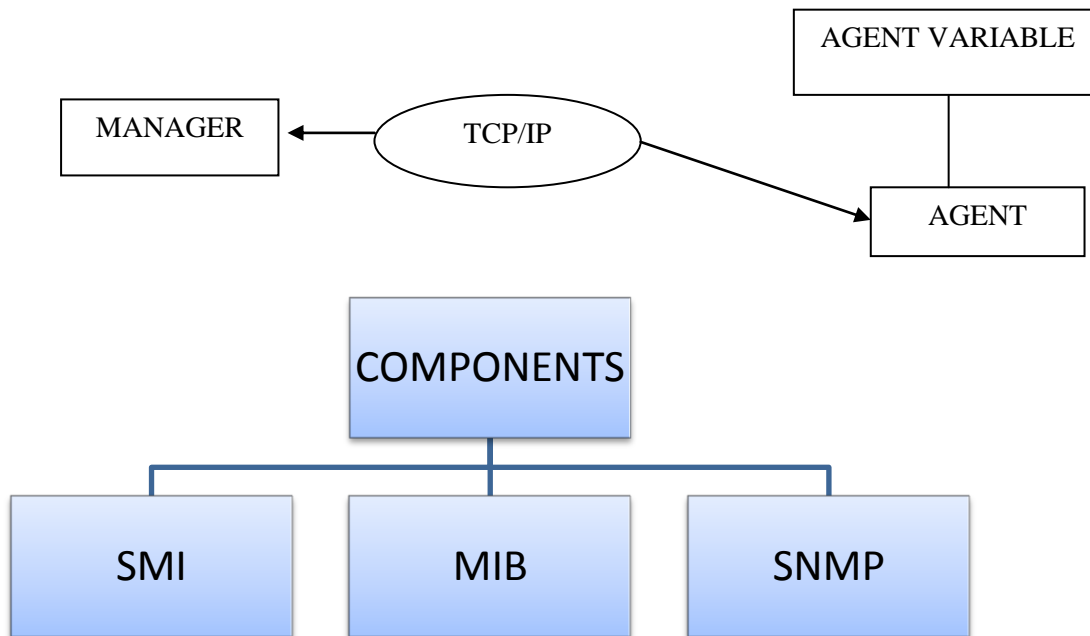 AGENT VARIABLE
MANAGER
TCP/IP
AGENT
COMPONENTS
SMI
MIB
SNMP